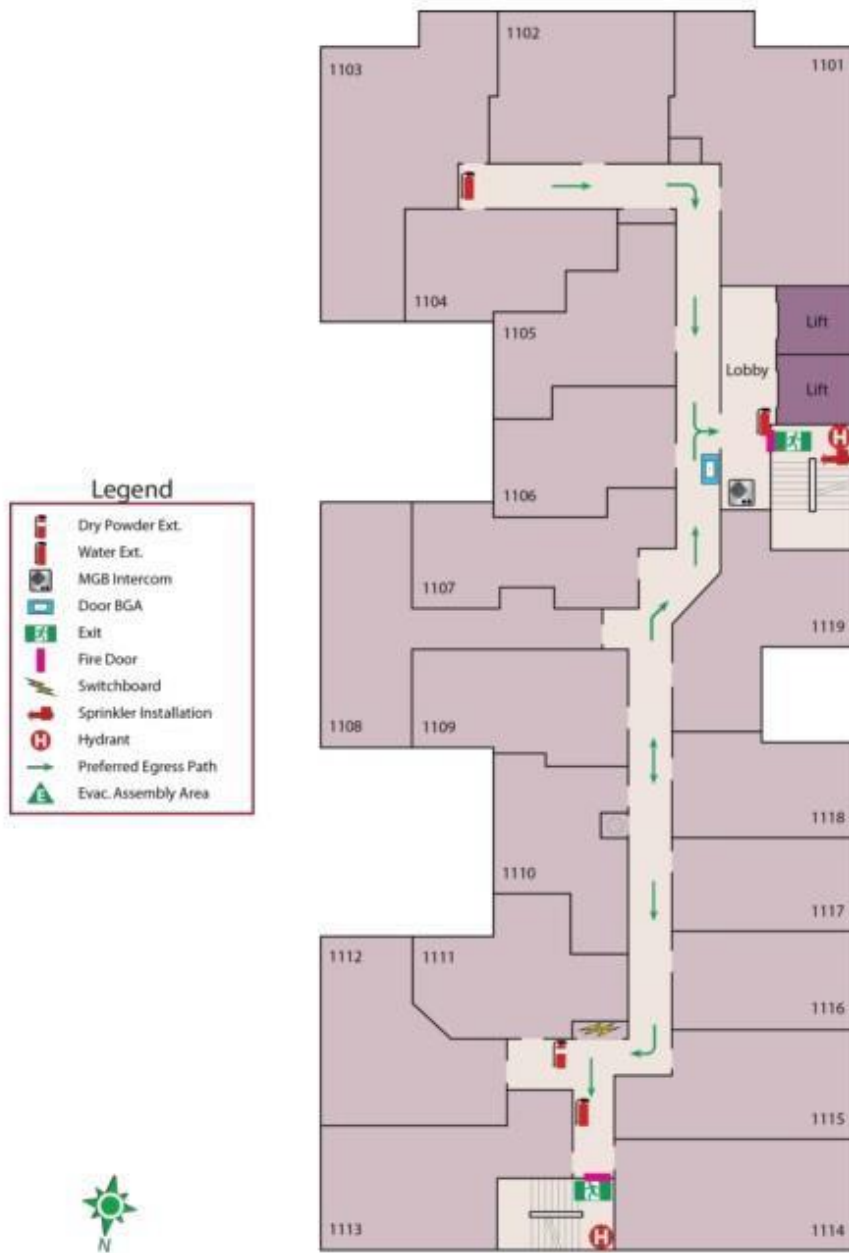 1102
1103
1101
1104
Lift
1105
Lobby
Lift
H
Legend
1106
Dry Powder Ext.
Water Ext.
MGB Intercom
1107
Door BGA
Exit
1119
Fire Door
Switchboard
Sprinkler Installation
1108
1109
H Hydrant
Preferred Egress Path
E Evac. Assembly Area
1118
1110
1117
1112
1111
1116
1115
1113
1114
H
N